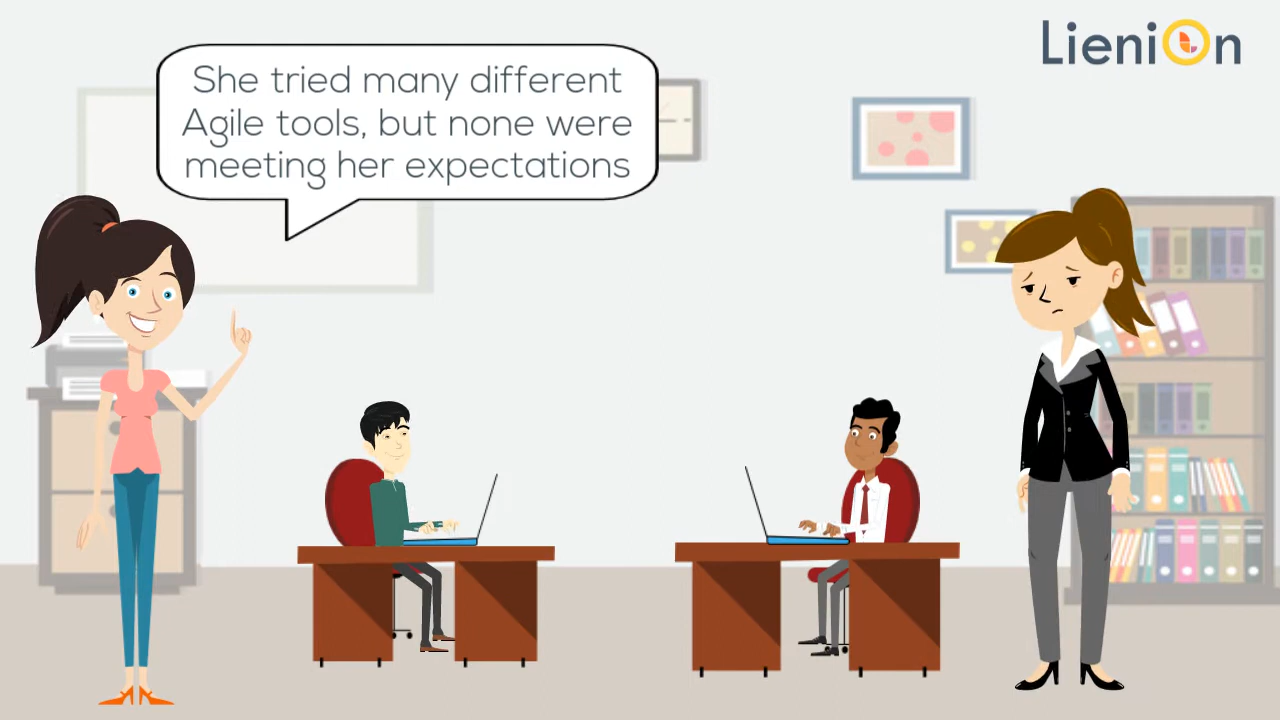 LieniOn
She tried many different
Agile tools, but none were
meeting her expectations